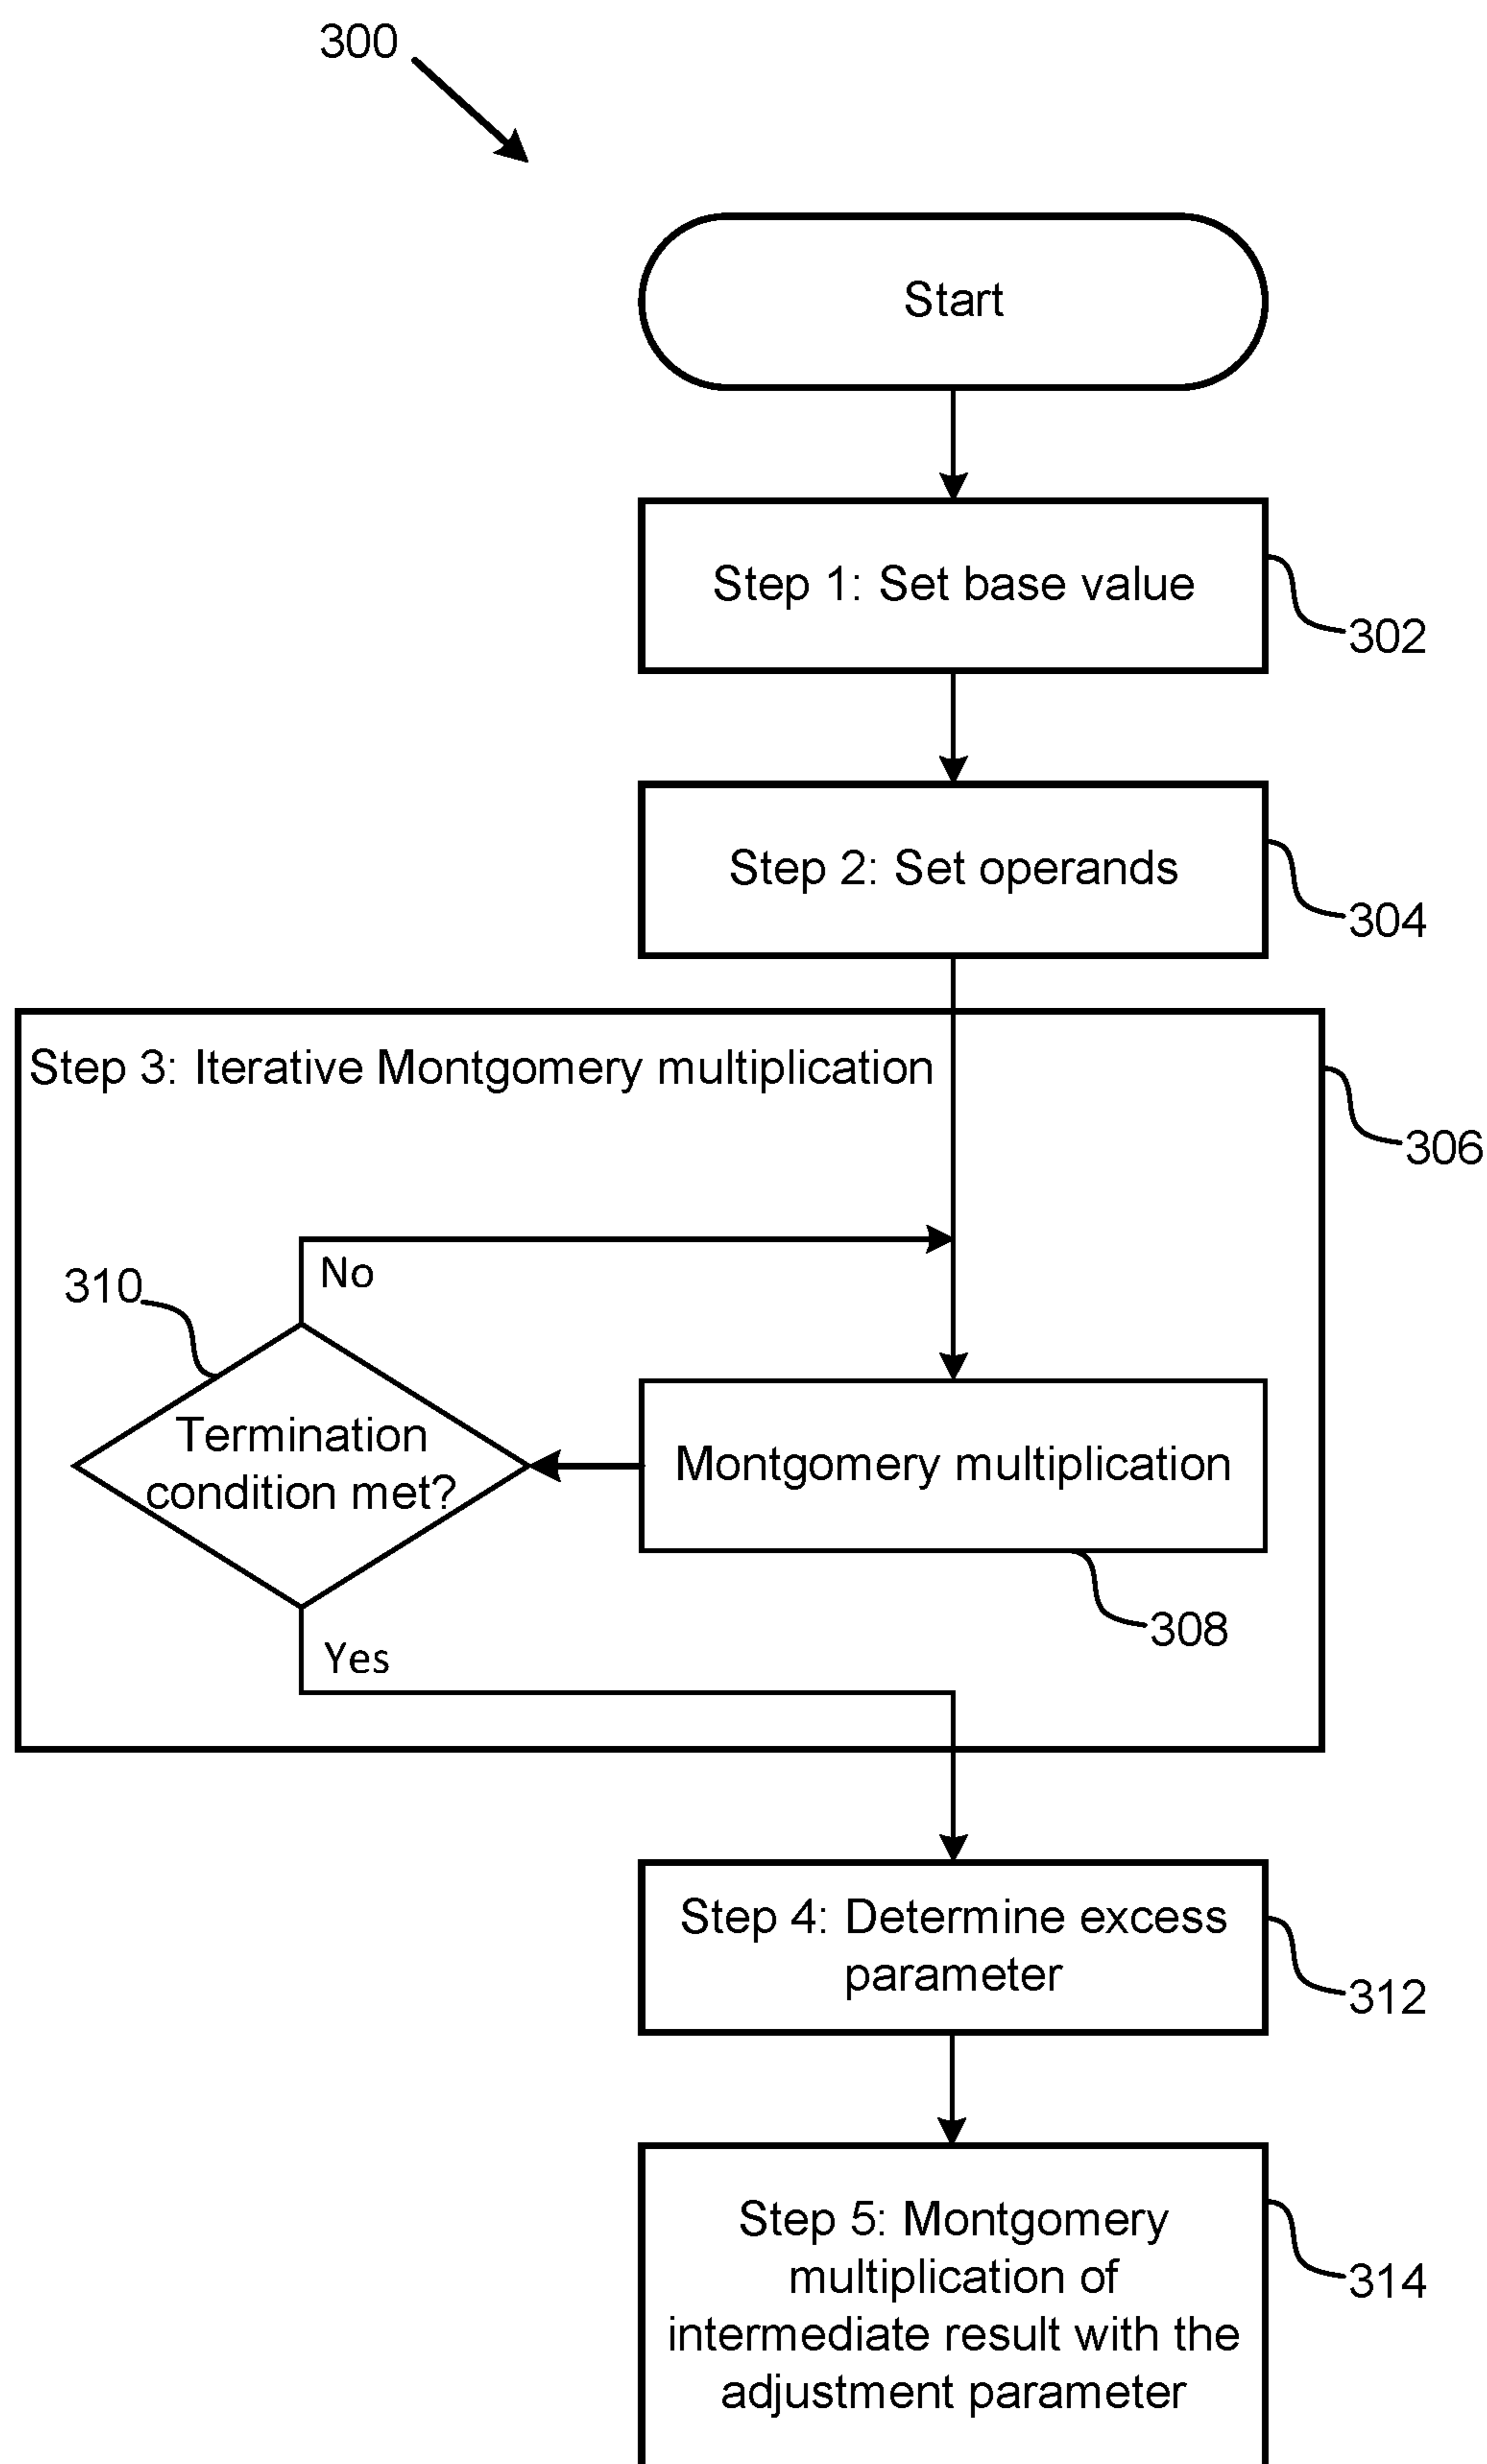 300
Start
Step 1: Set base value
302
Step 2: Set operands
304
Step 3: Iterative Montgomery multiplication
306
No
310
Termination
condition met?
Montgomery multiplication
308
Yes
Step 4: Determine excess
parameter
312
Step 5: Montgomery
multiplication of
intermediate result with the
adjustment parameter
314